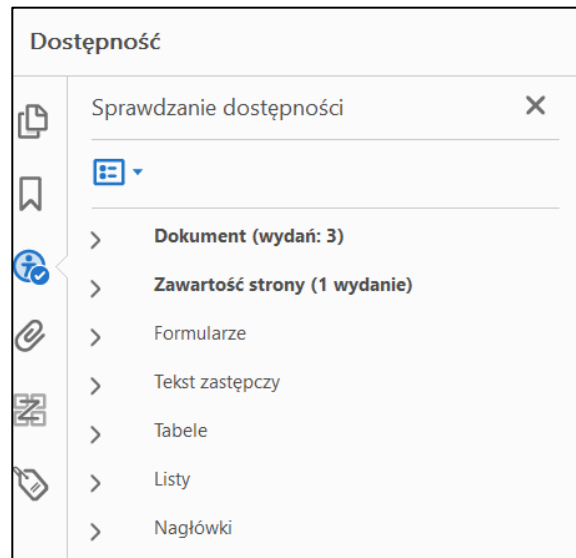 Dostępność
Sprawdzanie dostępności
Dokument (wydań: 3)
Zawartość strony (1 wydanie)
Formularze
Tekst zastępczy
Tabele
Listy
Nagłówki